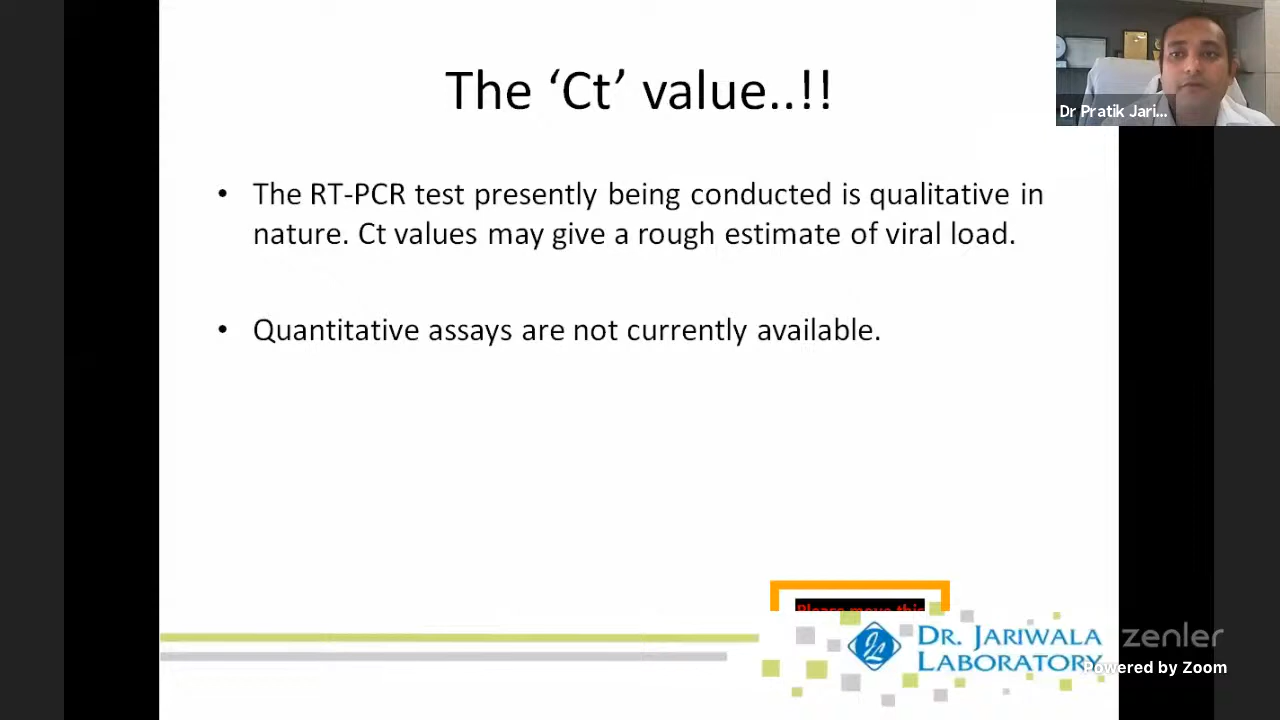 The ‘Ct’ value..!!
Dr Pratik Jari...
• The RT-PCR test presently being conducted is qualitative in
nature. Ct values may give a rough estimate of viral load.
• Quantitative assays are not currently available.
Please move this
DR. JARIWALA
LABORATORY
zenler
Powered by Zoom